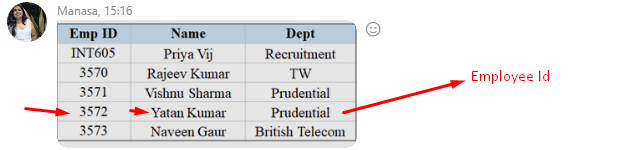 Manasa, 15:16
Emp ID Name Dept
INT605 Priya Vij Recruitment
3570 Rajeev Kumar TW
3571 Vishnu Sharma Prudential
3572 Yatan Kumar Prudential
3573 Naveen Gaur British Telecom
Employee Id